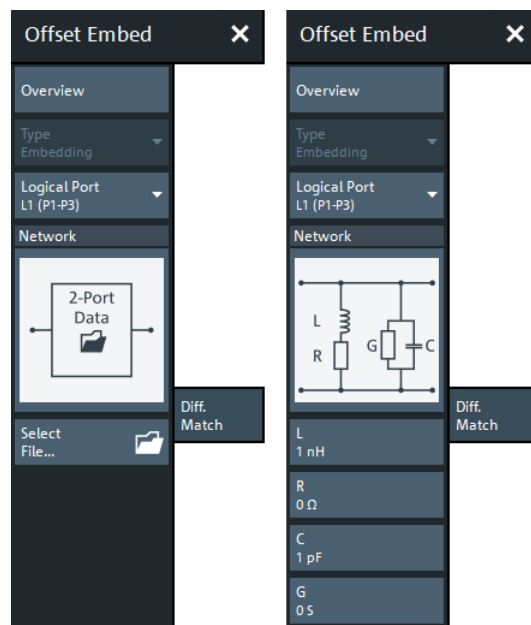 Offset Embed
Overview
Type
Embedding
Logical Port
L1 (P1-P3)
Network
2-Port
Data
Select
File...
Diff.
Match
Offset Embed
Overview
Type
Embedding
Logical Port
L1 (P1-P3)
Network
L
R
G
C
L
1 nH
R
0 Ω
C
1 pF
G
0 S
Diff.
Match